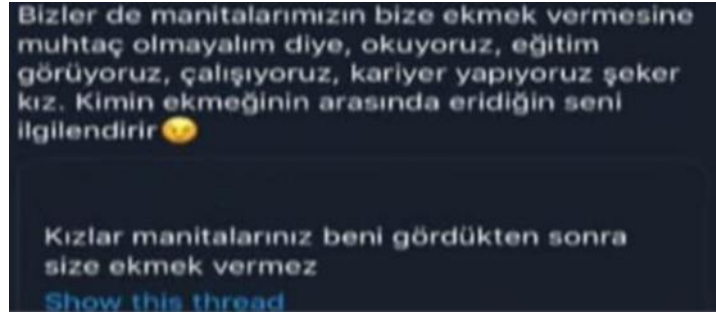 Bizler de manitalarımızın bize ekmek vermesine
muhtaç olmayalım diye, okuyoruz, eğitim
görüyoruz, çalışıyoruz, kariyer yapıyoruz şeker
kız. Kimin ekmeğinin arasında eridiğin seni
ilgilendirir😉
Kızlar manitalarınız beni gördükten sonra
size ekmek vermez
Show this thread